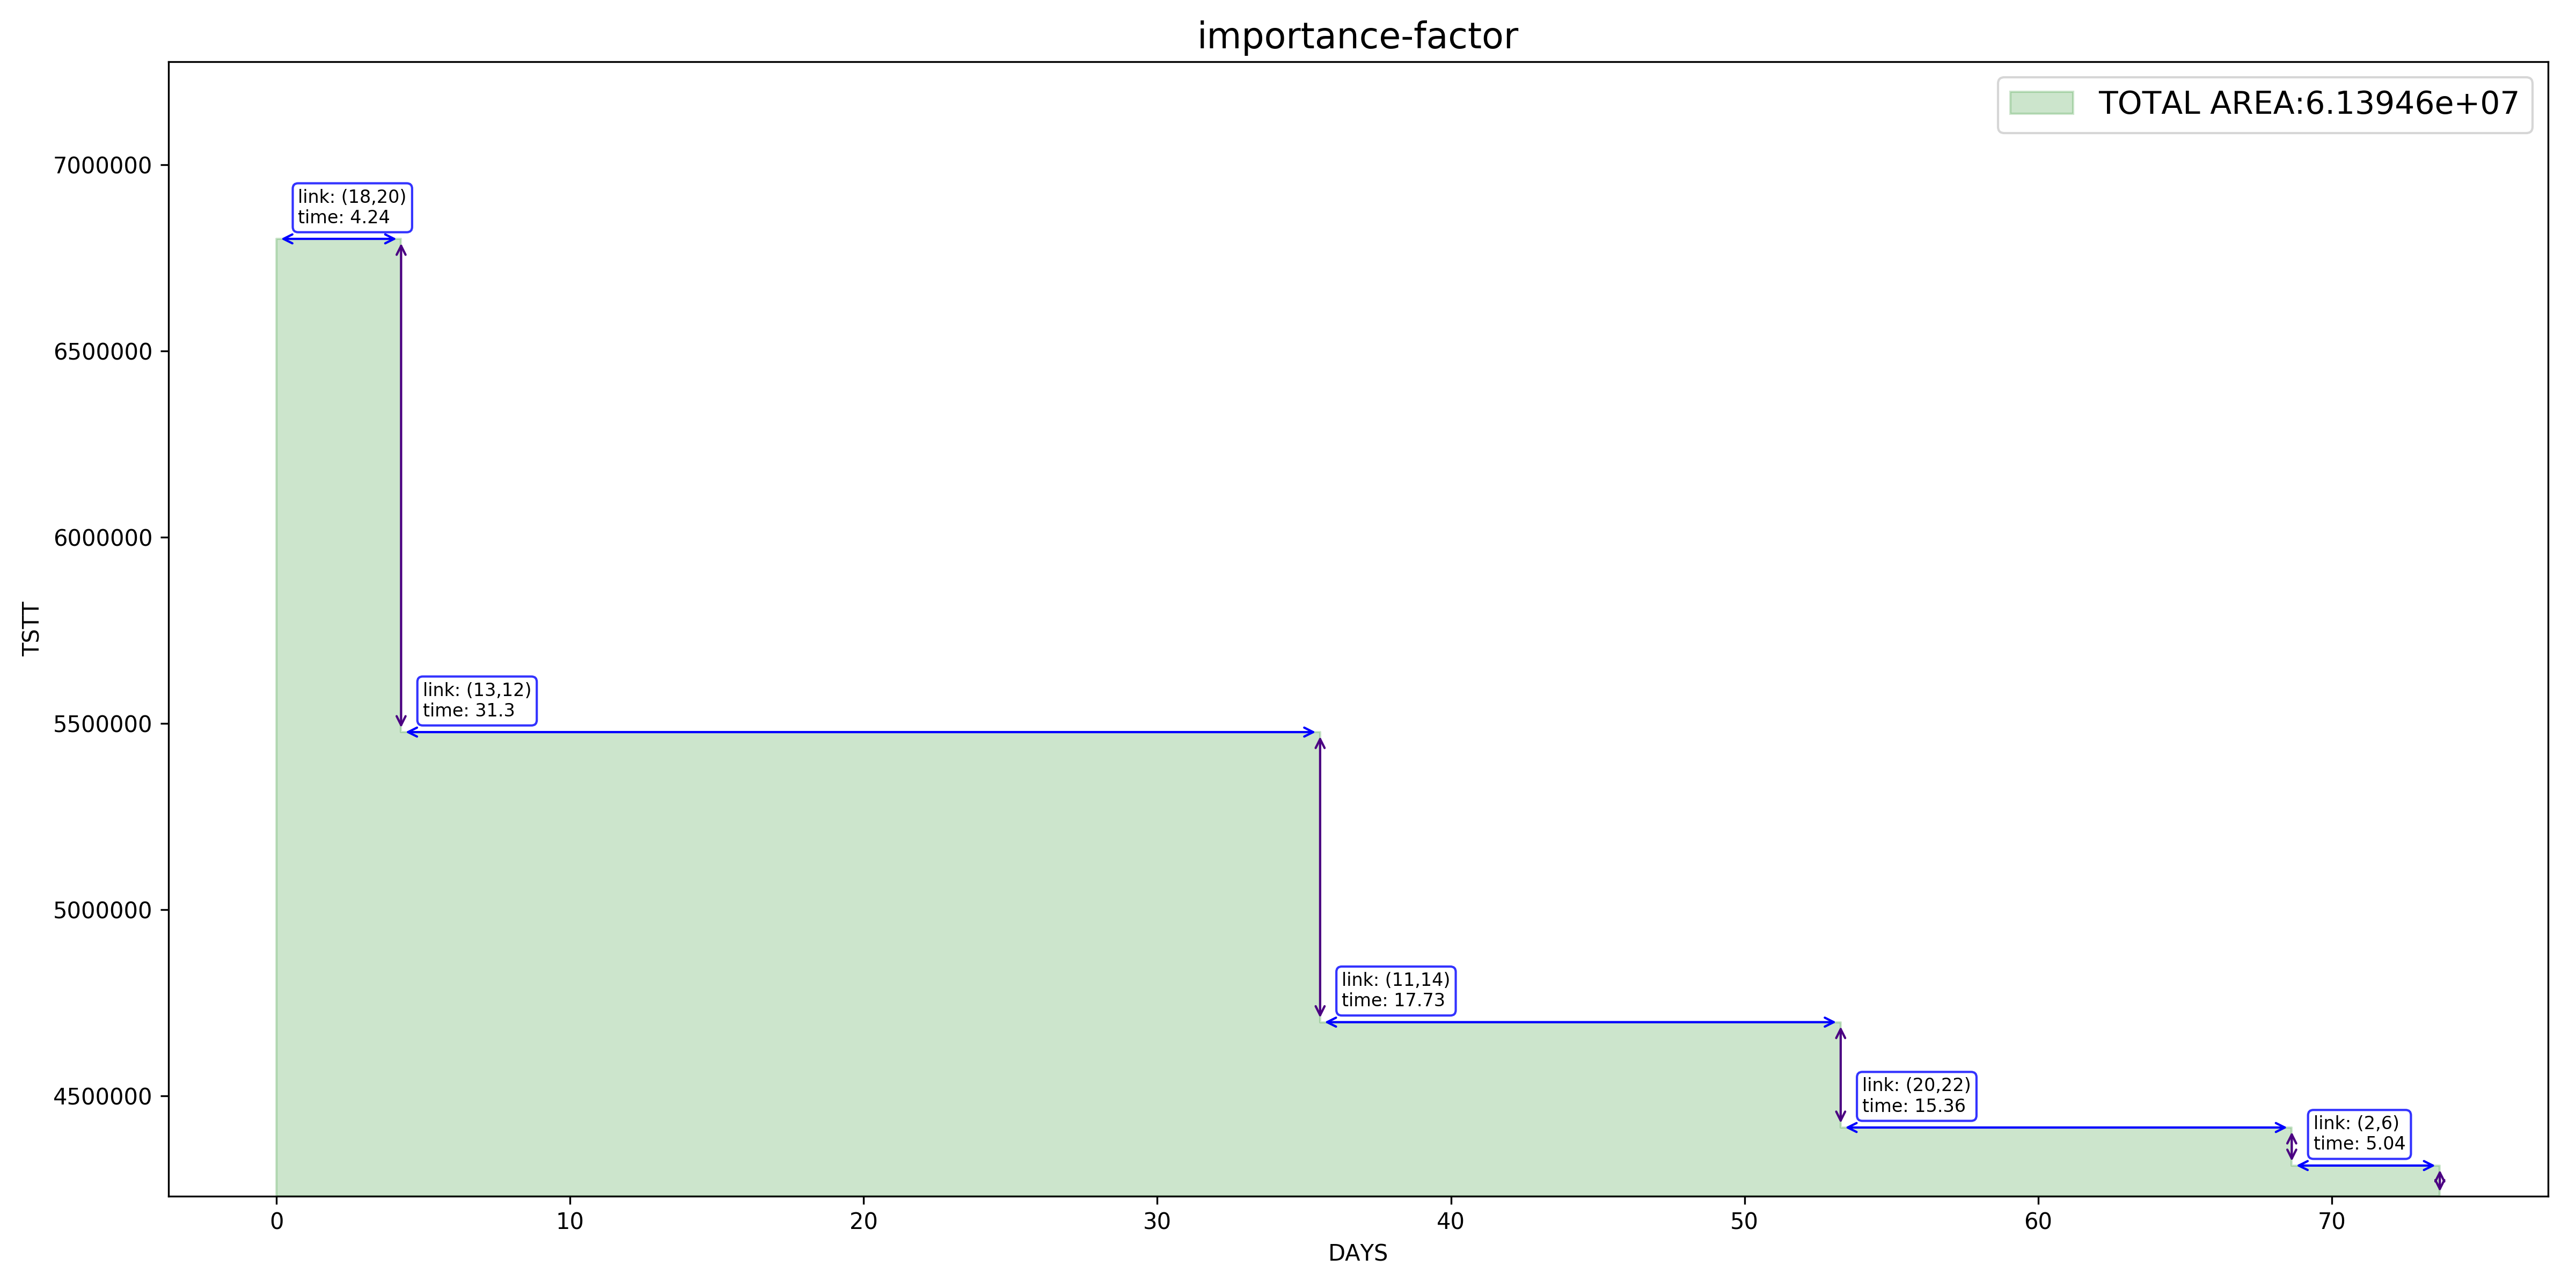 importance-factor
TOTAL AREA:6.13946e+07
TSTT
7000000
6500000
6000000
5500000
5000000
4500000
link: (18,20)
time: 4.24
link: (13,12)
time: 31.3
link: (11,14)
time: 17.73
link: (20,22)
time: 15.36
link: (2,6)
time: 5.04
0 10 20 30 40 50 60 70
DAYS